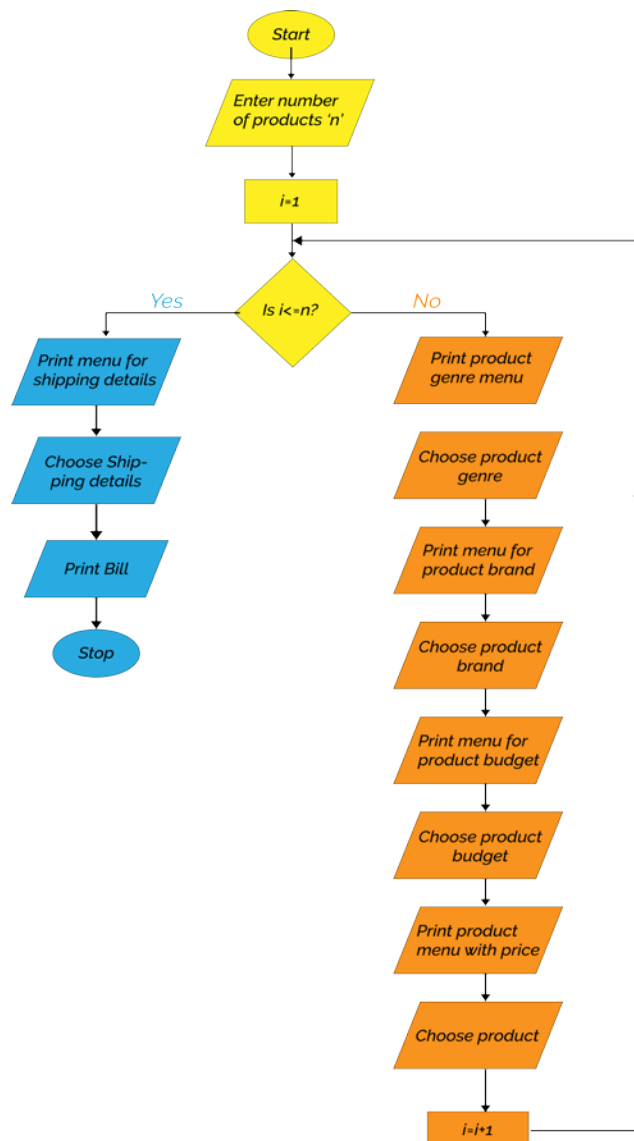 Start
Enter number
of products ‘n’
i=1
Is i<=n?
Yes
No
Print menu for
shipping details
Choose Ship-
ping details
Print Bill
Stop
Print product
genre menu
Choose product
genre
Print menu for
product brand
Choose product
brand
Print menu for
product budget
Choose product
budget
Print product
menu with price
Choose product
i=i+1